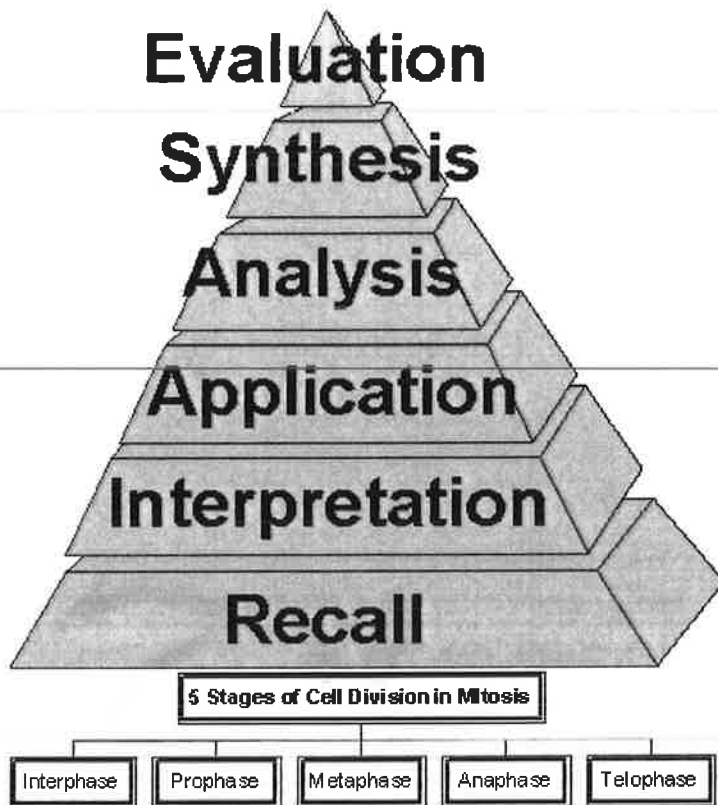 Evaluation
Synthesis
Analysis
Application
Interpretation
Recall
5 Stages of Cell Division in Mitosis
Interphase Prophase Metaphase Anaphase Telophase